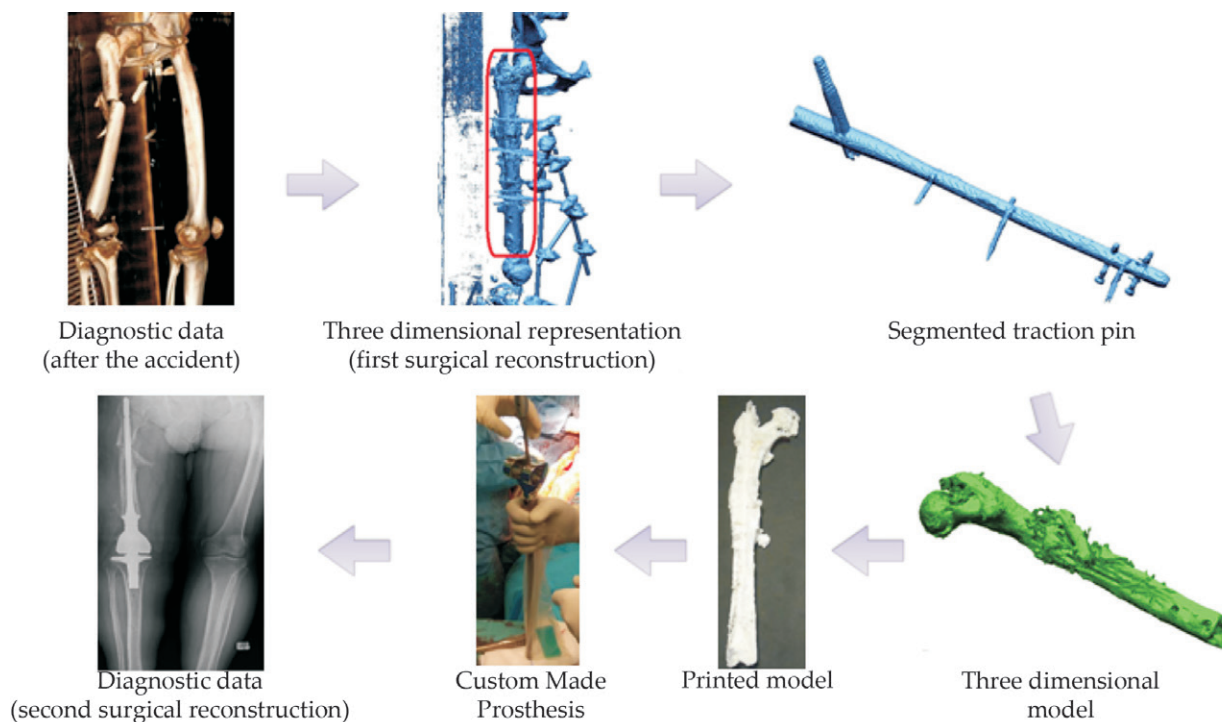 Diagnostic data
(after the accident)
Three dimensional representation
(first surgical reconstruction)
Segmented traction pin
Diagnostic data
(second surgical reconstruction)
Custom Made
Prosthesis
Printed model
Three dimensional
model